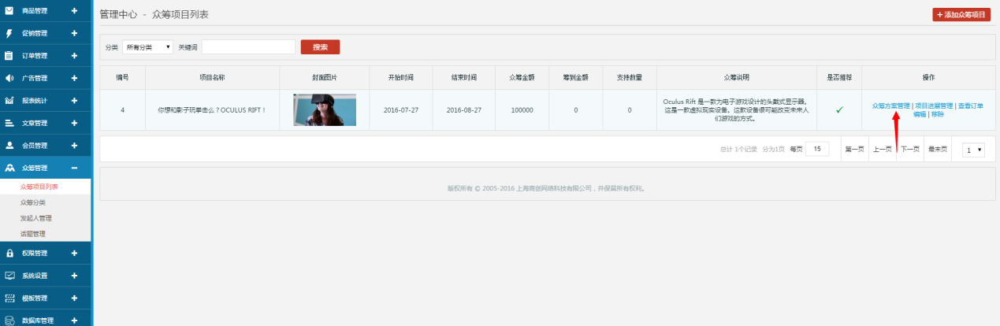 商品管理
促销管理
订单管理
广告管理
报表统计
文章管理
会员管理
众筹管理
众筹项目列表
众筹分类
发起人管理
话题管理
权限管理
系统设置
模板管理
数据库管理
管理中心 - 众筹项目列表
+ 添加众筹项目
分类 所有分类 关键词 搜索
编号 项目名称 封面图片 开始时间 结束时间 众筹金额 筹到金额 支持数量 众筹说明 是否推荐 操作
4 你想和影子玩拳击么？OCULUS RIFT！ 2016-07-27 2016-08-27 100000 0 0
Oculus Rift 是一款为电子游戏设计的头戴式显示器。
这是一款虚拟现实设备。这款设备很可能改变未来人
们游戏的方式。
众筹方案管理 | 项目进展管理 | 查看订单
编辑 | 移除
总计 1个记录 分为1页 每页 15 第一页 上一页 下一页 最末页 1
版权所有 © 2005-2016 上海商创网络科技有限公司，并保留所有权利。